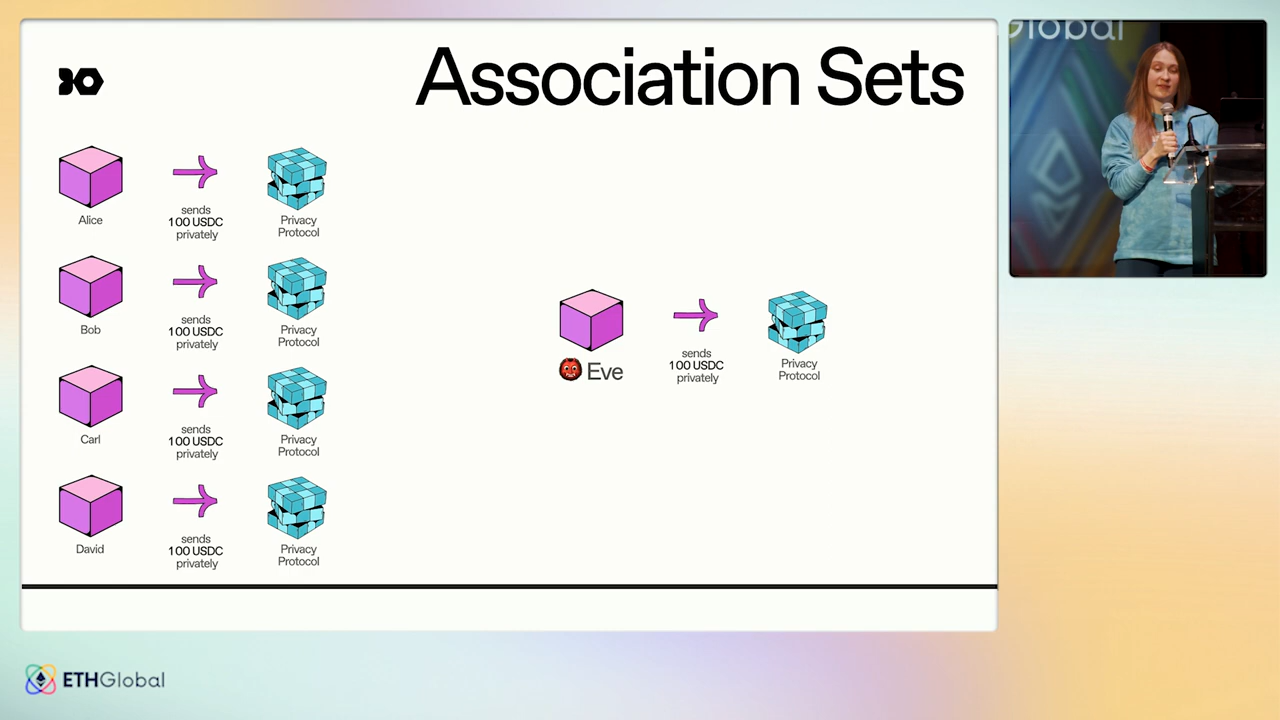 Association Sets
Alice
sends
100 USDC
privately
Privacy
Protocol
Bob
sends
100 USDC
privately
Privacy
Protocol
Carl
sends
100 USDC
privately
Privacy
Protocol
David
sends
100 USDC
privately
Privacy
Protocol
Eve
sends
100 USDC
privately
Privacy
Protocol
Global
ETHGlobal